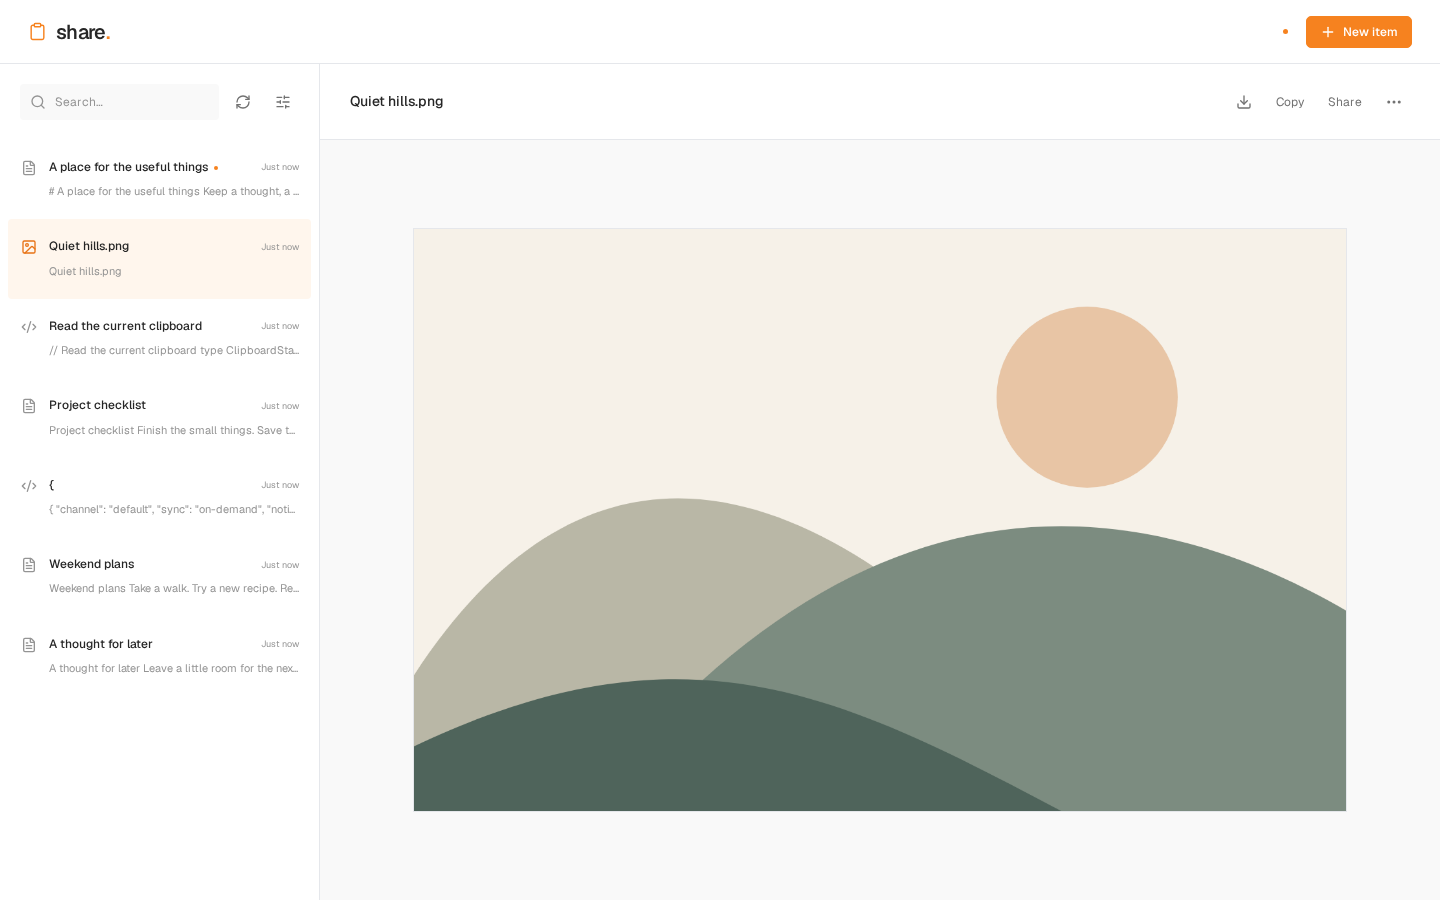 share.
New item
Search...
Quiet hills.png
Copy
Share
A place for the useful things
Just now
# A place for the useful things Keep a thought, a ...
Quiet hills.png
Just now
Quiet hills.png
Read the current clipboard
Just now
// Read the current clipboard type ClipboardSta...
Project checklist
Just now
Project checklist Finish the small things. Save t...
{
Just now
{ "channel": "default", "sync": "on-demand", "noti...
Weekend plans
Just now
Weekend plans Take a walk. Try a new recipe. Re...
A thought for later
Just now
A thought for later Leave a little room for the nex...